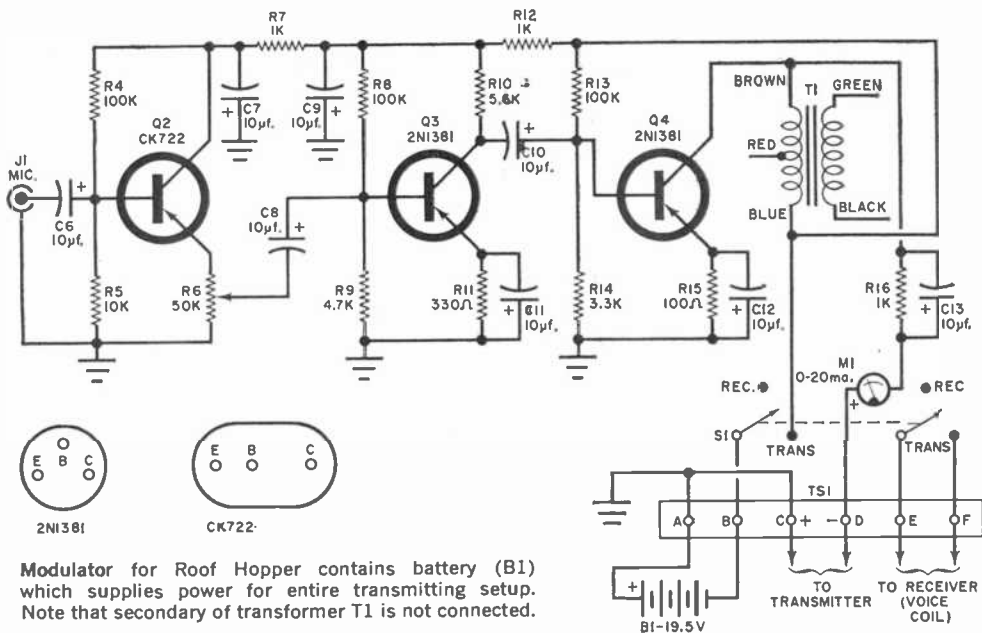 R7
1K
R12
1K
R4
100K
C7
10µf.
+
C9
10µf.
+
R8
100K
R10
5.6K
R13
100K
BROWN
T1
GREEN
Q2
CK722
Q3
2N1381
+
C10
10µf.
Q4
2N1381
RED
J1
MIC.
+
C6
10µf.
C8
10µf.
+
BLUE
BLACK
R5
10K
R6
50K
R9
4.7K
R11
330Ω
+
C11
10µf.
R14
3.3K
R15
100Ω
+
C12
10µf.
R16
1K
+
C13
10µf.
M1
0-20ma.
+
REC.
REC
S1
TRANS
TRANS
E
B
C
2N1381
E
B
C
CK722
TS1
A
B
C +
- D
E
F
+
B1-19.5V
TO
TRANSMITTER
TO RECEIVER
(VOICE
COIL)
Modulator for Roof Hopper contains battery (B1)
which supplies power for entire transmitting setup.
Note that secondary of transformer T1 is not connected.